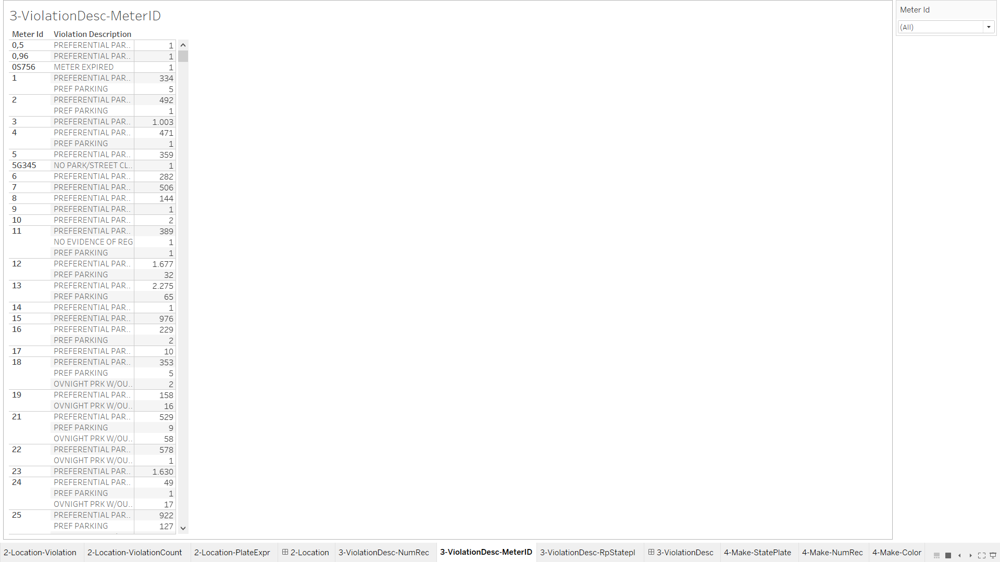 3-ViolationDesc-MeterID
Meter Id Violation Description
0,5 PREFERENTIAL PAR.. 1
0,96 PREFERENTIAL PAR.. 1
0S756 METER EXPIRED 1
1 PREFERENTIAL PAR.. 334
PREF PARKING 5
2 PREFERENTIAL PAR.. 492
PREF PARKING 1
3 PREFERENTIAL PAR.. 1.003
4 PREFERENTIAL PAR.. 471
PREF PARKING 1
5 PREFERENTIAL PAR.. 359
5G345 NO PARK/STREET CL.. 1
6 PREFERENTIAL PAR.. 282
7 PREFERENTIAL PAR.. 506
8 PREFERENTIAL PAR.. 144
9 PREFERENTIAL PAR.. 1
10 PREFERENTIAL PAR.. 2
11 PREFERENTIAL PAR.. 389
NO EVIDENCE OF REG 1
PREF PARKING 1
12 PREFERENTIAL PAR.. 1.677
PREF PARKING 32
13 PREFERENTIAL PAR.. 2.275
PREF PARKING 65
14 PREFERENTIAL PAR.. 1
15 PREFERENTIAL PAR.. 976
16 PREFERENTIAL PAR.. 229
PREF PARKING 2
17 PREFERENTIAL PAR.. 10
18 PREFERENTIAL PAR.. 353
PREF PARKING 5
OVNIGHT PRK W/OU.. 2
19 PREFERENTIAL PAR.. 158
OVNIGHT PRK W/OU.. 16
21 PREFERENTIAL PAR.. 529
PREF PARKING 9
OVNIGHT PRK W/OU.. 58
22 PREFERENTIAL PAR.. 578
OVNIGHT PRK W/OU.. 1
23 PREFERENTIAL PAR.. 1.630
24 PREFERENTIAL PAR.. 49
PREF PARKING 1
OVNIGHT PRK W/OU.. 17
25 PREFERENTIAL PAR.. 922
PREF PARKING 127
Meter Id
(All)
2-Location-Violation 2-Location-ViolationCount 2-Location-PlateExpr 2-Location 3-ViolationDesc-NumRec 3-ViolationDesc-MeterID 3-ViolationDesc-RpStatepl 3-ViolationDesc 4-Make-StatePlate 4-Make-NumRec 4-Make-Color